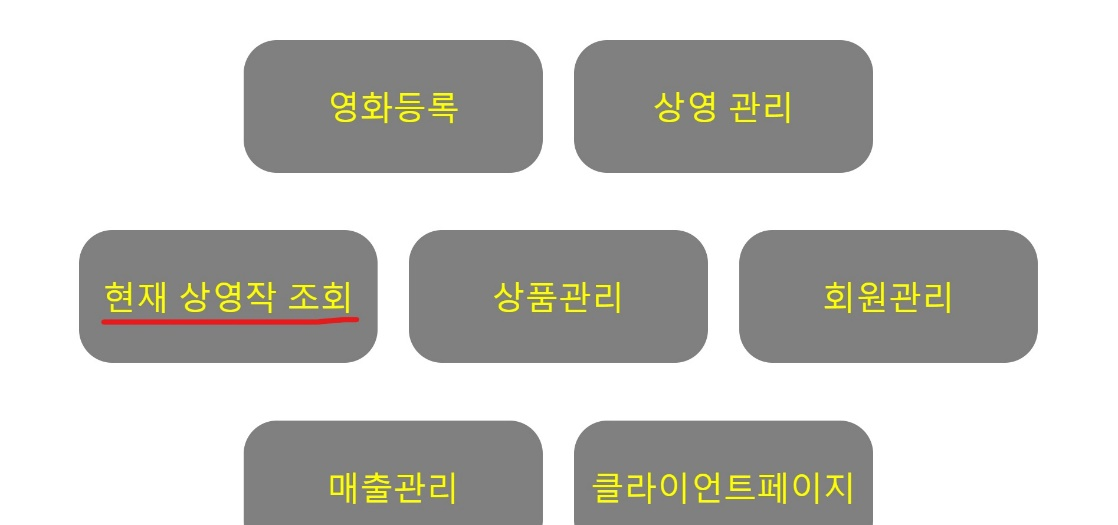 영화등록
상영 관리
현재 상영작 조회
상품관리
회원관리
매출관리
클라이언트페이지